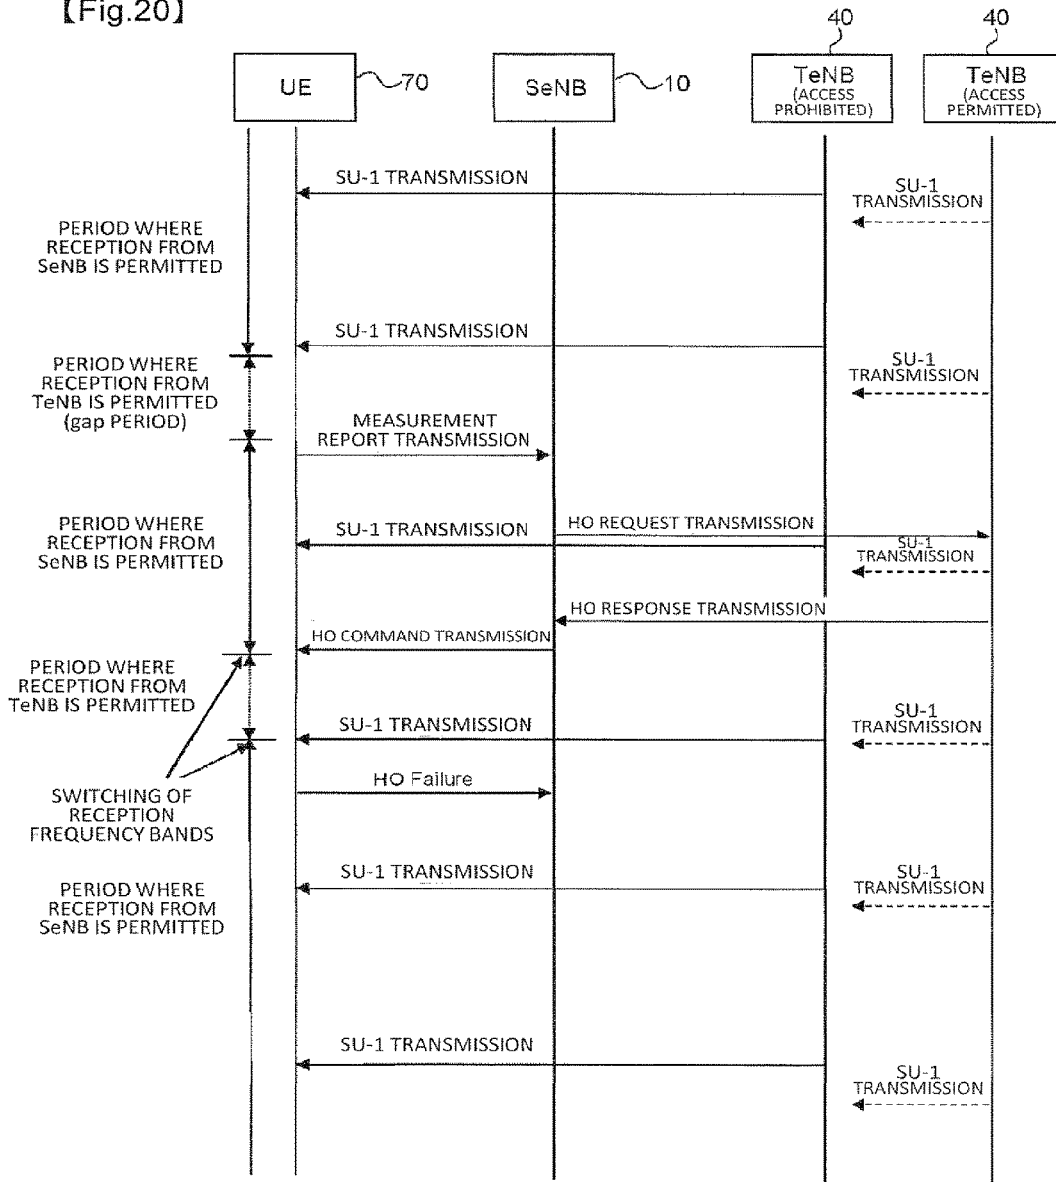 【Fig.20】
40
40
UE
70
SeNB
10
TeNB
(ACCESS
PROHIBITED)
TeNB
(ACCESS
PERMITTED)
SU-1 TRANSMISSION
SU-1
TRANSMISSION
PERIOD WHERE
RECEPTION FROM
SeNB IS PERMITTED
SU-1 TRANSMISSION
PERIOD WHERE
RECEPTION FROM
TeNB IS PERMITTED
(gap PERIOD)
SU-1
TRANSMISSION
MEASUREMENT
REPORT TRANSMISSION
PERIOD WHERE
RECEPTION FROM
SeNB IS PERMITTED
SU-1 TRANSMISSION
HO REQUEST TRANSMISSION
SU-1
TRANSMISSION
HO RESPONSE TRANSMISSION
HO COMMAND TRANSMISSION
PERIOD WHERE
RECEPTION FROM
TeNB IS PERMITTED
SU-1 TRANSMISSION
SU-1
TRANSMISSION
HO Failure
SWITCHING OF
RECEPTION
FREQUENCY BANDS
SU-1 TRANSMISSION
SU-1
TRANSMISSION
PERIOD WHERE
RECEPTION FROM
SeNB IS PERMITTED
SU-1 TRANSMISSION
SU-1
TRANSMISSION